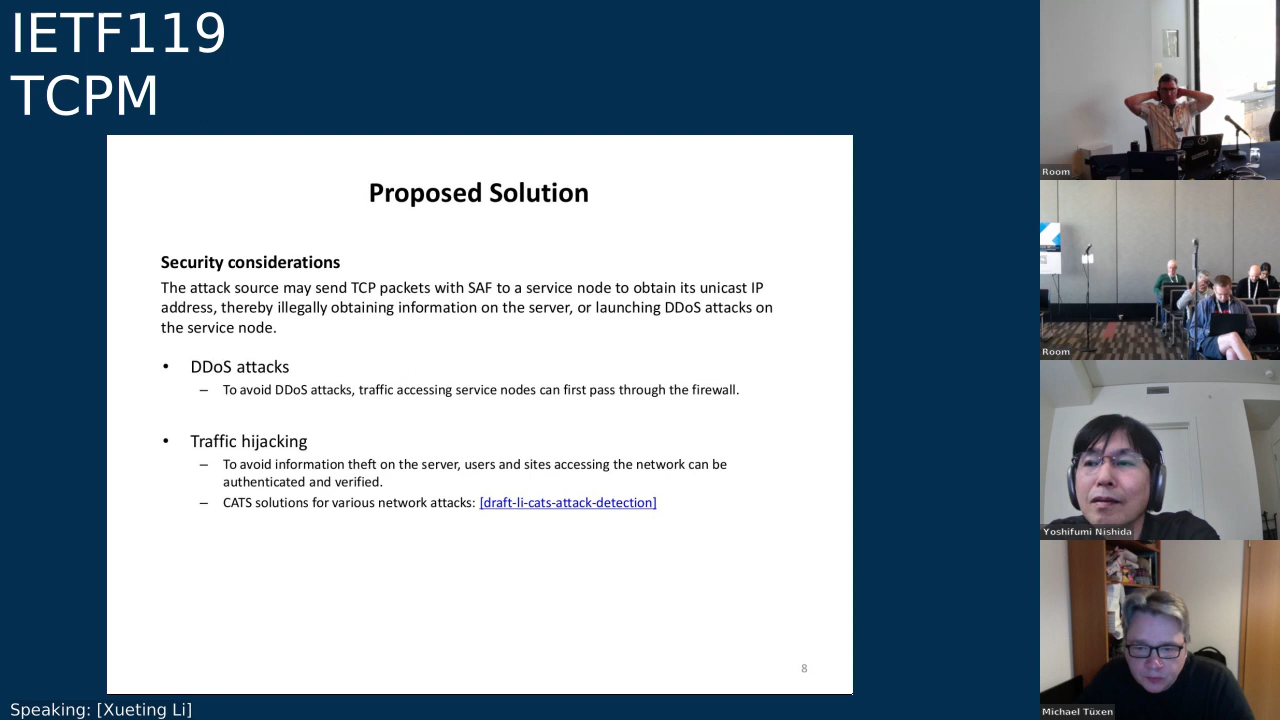 IETF119
TCPM
Proposed Solution
Security considerations
The attack source may send TCP packets with SAF to a service node to obtain its unicast IP
address, thereby illegally obtaining information on the server, or launching DDoS attacks on
the service node.
• DDoS attacks
– To avoid DDoS attacks, traffic accessing service nodes can first pass through the firewall.
• Traffic hijacking
– To avoid information theft on the server, users and sites accessing the network can be
authenticated and verified.
– CATS solutions for various network attacks: [draft-li-cats-attack-detection]
8
Speaking: [Xueting Li]
Room
Room
Yoshifumi Nishida
Michael Tüxen